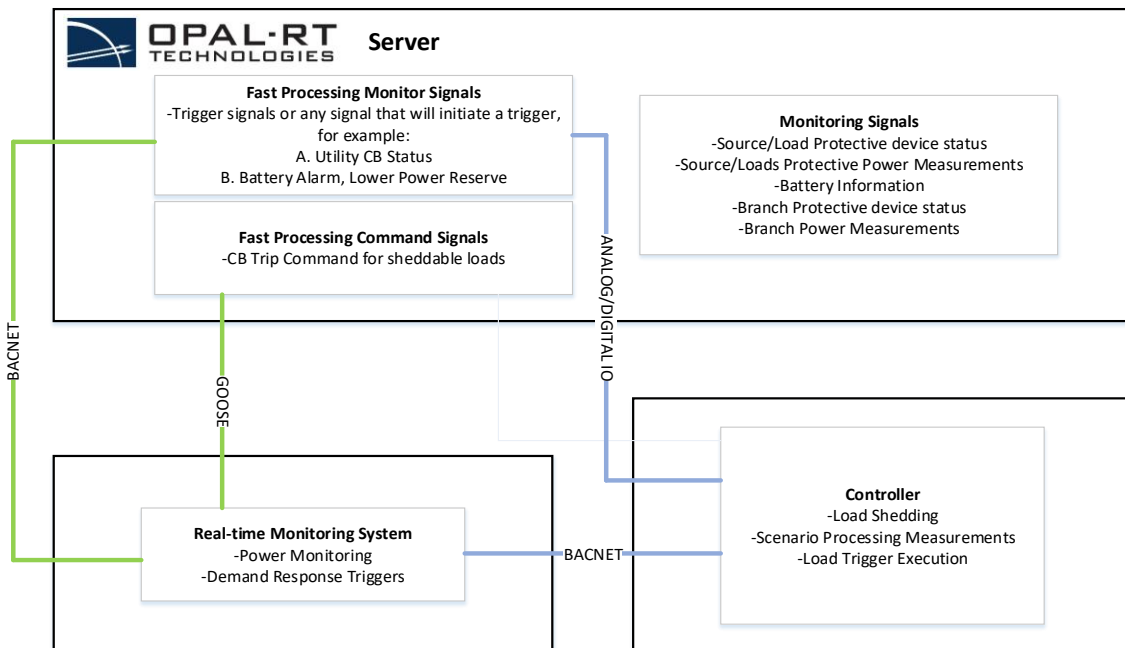 OPAL-RT
TECHNOLOGIES
Server
Fast Processing Monitor Signals
-Trigger signals or any signal that will initiate a trigger,
for example:
A. Utility CB Status
B. Battery Alarm, Lower Power Reserve
Monitoring Signals
-Source/Load Protective device status
-Source/Loads Protective Power Measurements
-Battery Information
-Branch Protective device status
-Branch Power Measurements
Fast Processing Command Signals
-CB Trip Command for sheddable loads
ANALOG/DIGITAL IO
BACNET
GOOSE
Real-time Monitoring System
-Power Monitoring
-Demand Response Triggers
BACNET
Controller
-Load Shedding
-Scenario Processing Measurements
-Load Trigger Execution